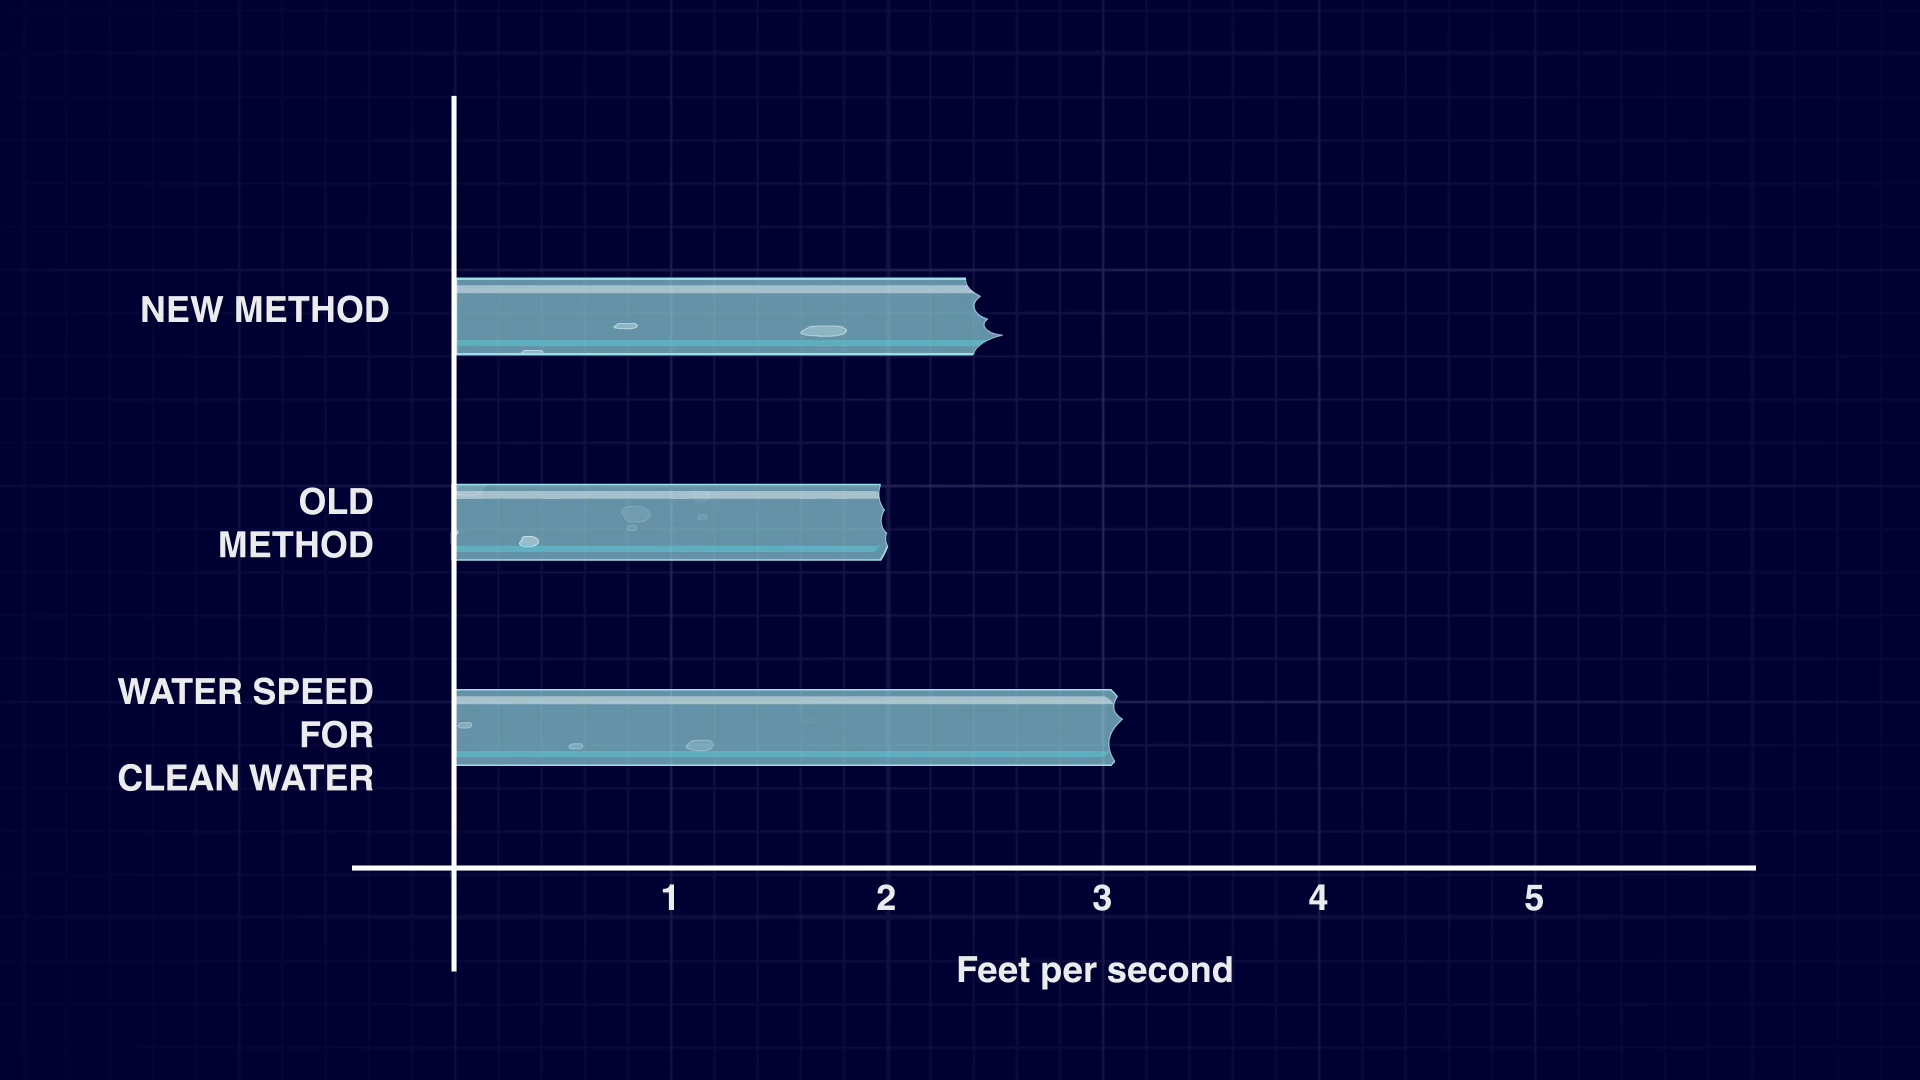 NEW METHOD
OLD
METHOD
WATER SPEED
FOR
CLEAN WATER
1 2 3 4 5
Feet per second